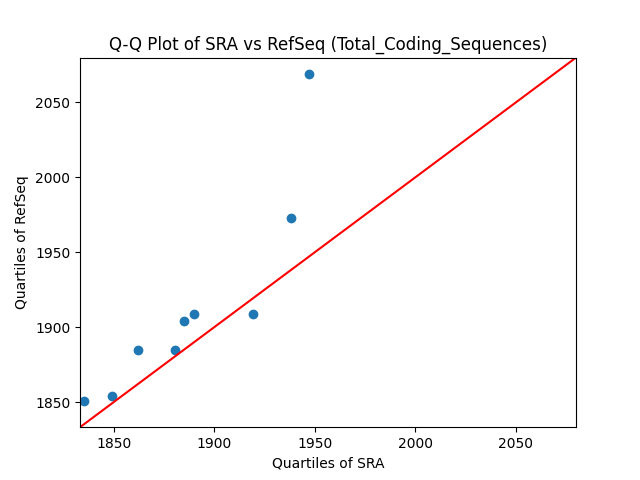 Q-Q Plot of SRA vs RefSeq (Total_Coding_Sequences)
Quartiles of RefSeq
2050
2000
1950
1900
1850
1850 1900 1950 2000 2050
Quartiles of SRA